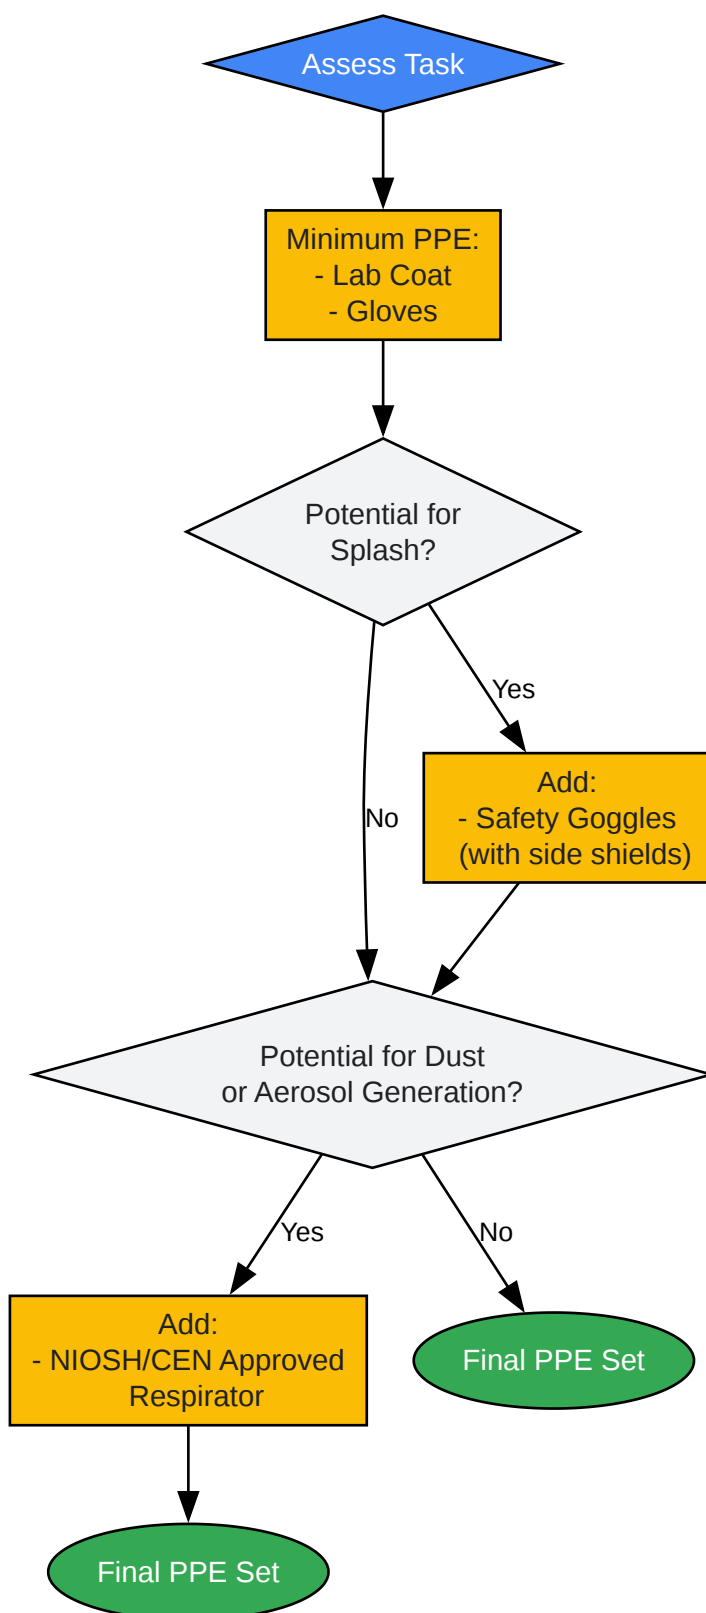 Assess Task
Minimum PPE:
- Lab Coat
- Gloves
Potential for
Splash?
Yes
Add:
- Safety Goggles
(with side shields)
No
Potential for Dust
or Aerosol Generation?
Yes
No
Add:
- NIOSH/CEN Approved
Respirator
Final PPE Set
Final PPE Set